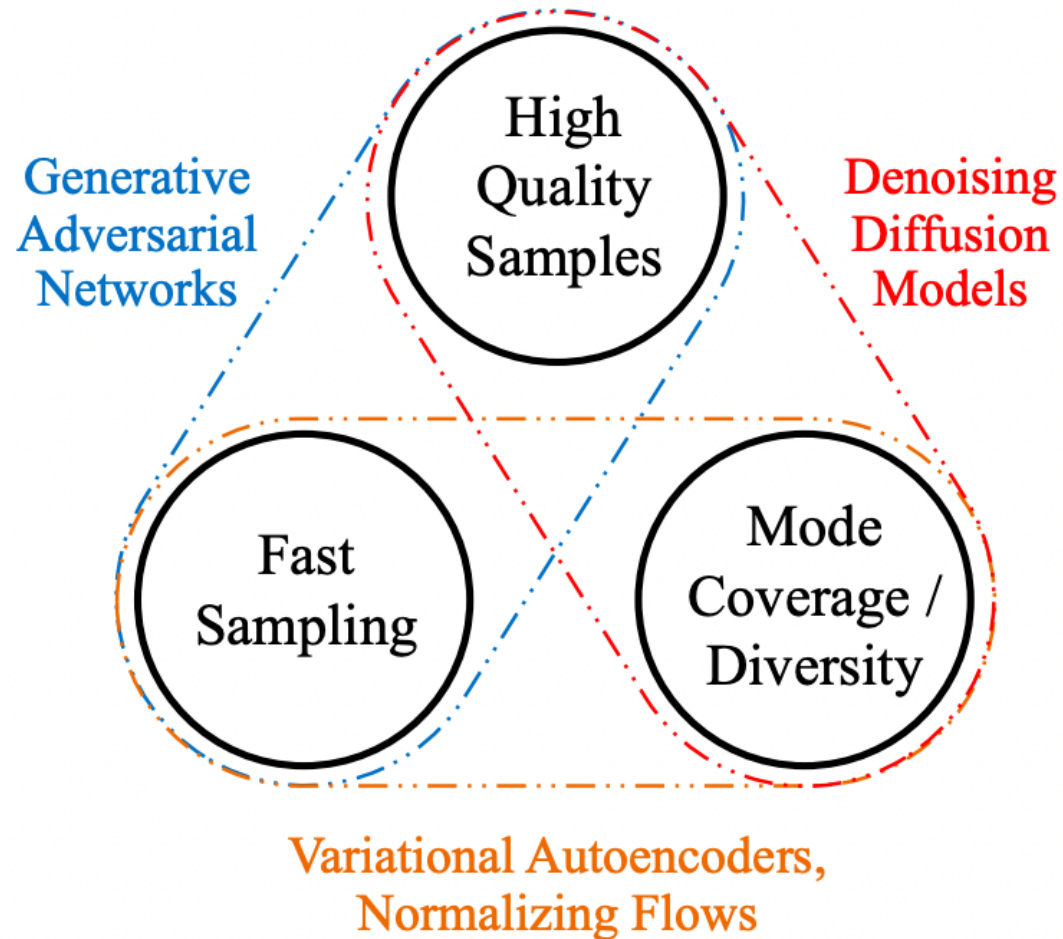 High
Quality
Samples
Generative
Adversarial
Networks
Denoising
Diffusion
Models
Fast
Sampling
Mode
Coverage /
Diversity
Variational Autoencoders,
Normalizing Flows